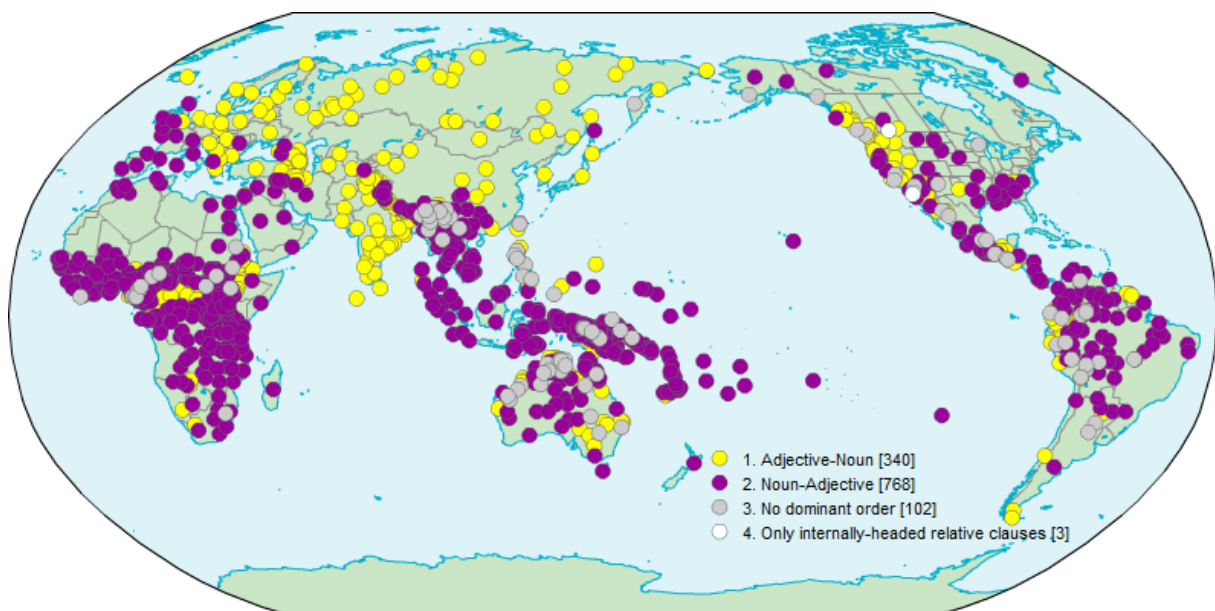 1. Adjective-Noun [340]
2. Noun-Adjective [768]
3. No dominant order [102]
4. Only internally-headed relative clauses [3]